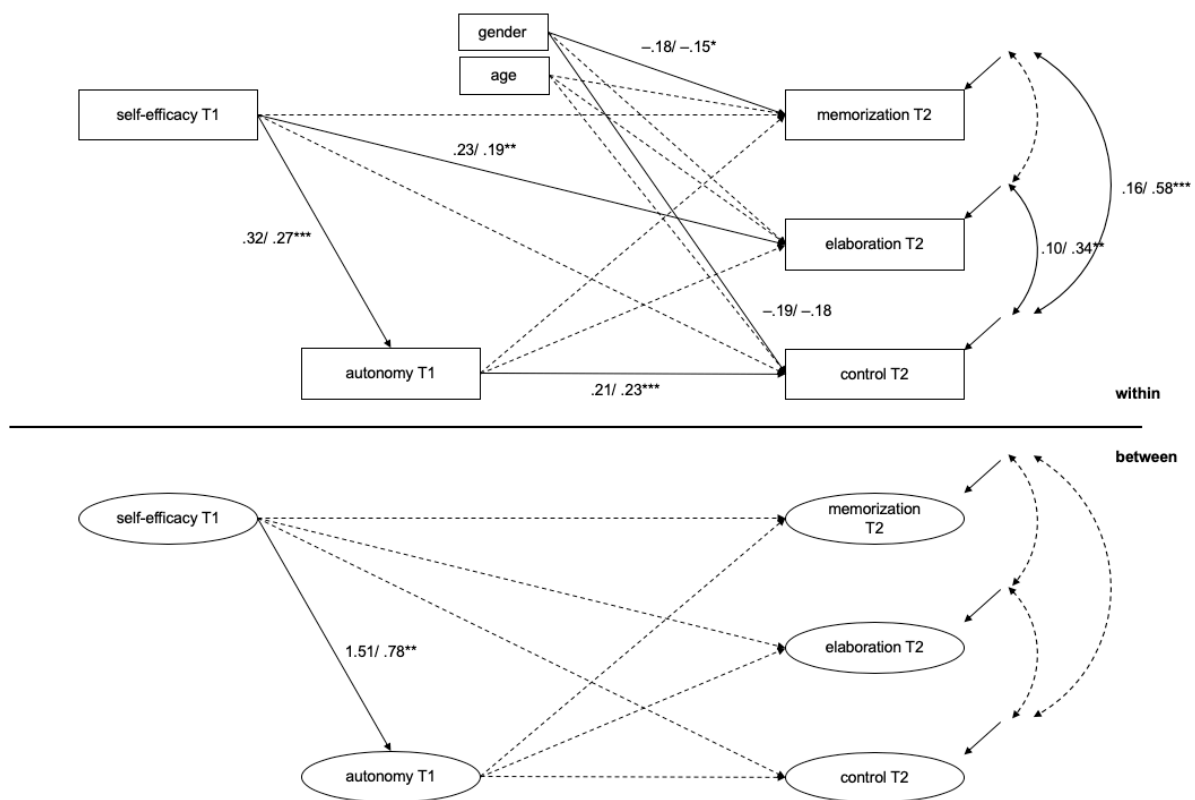 gender
–.18/ –.15*
age
self-efficacy T1
memorization T2
.23/ .19**
.16/ .58***
.32/ .27***
elaboration T2
.10/ .34**
–.19/ –.18
autonomy T1
control T2
.21/ .23***
within
between
self-efficacy T1
memorization
T2
1.51/ .78**
elaboration T2
autonomy T1
control T2